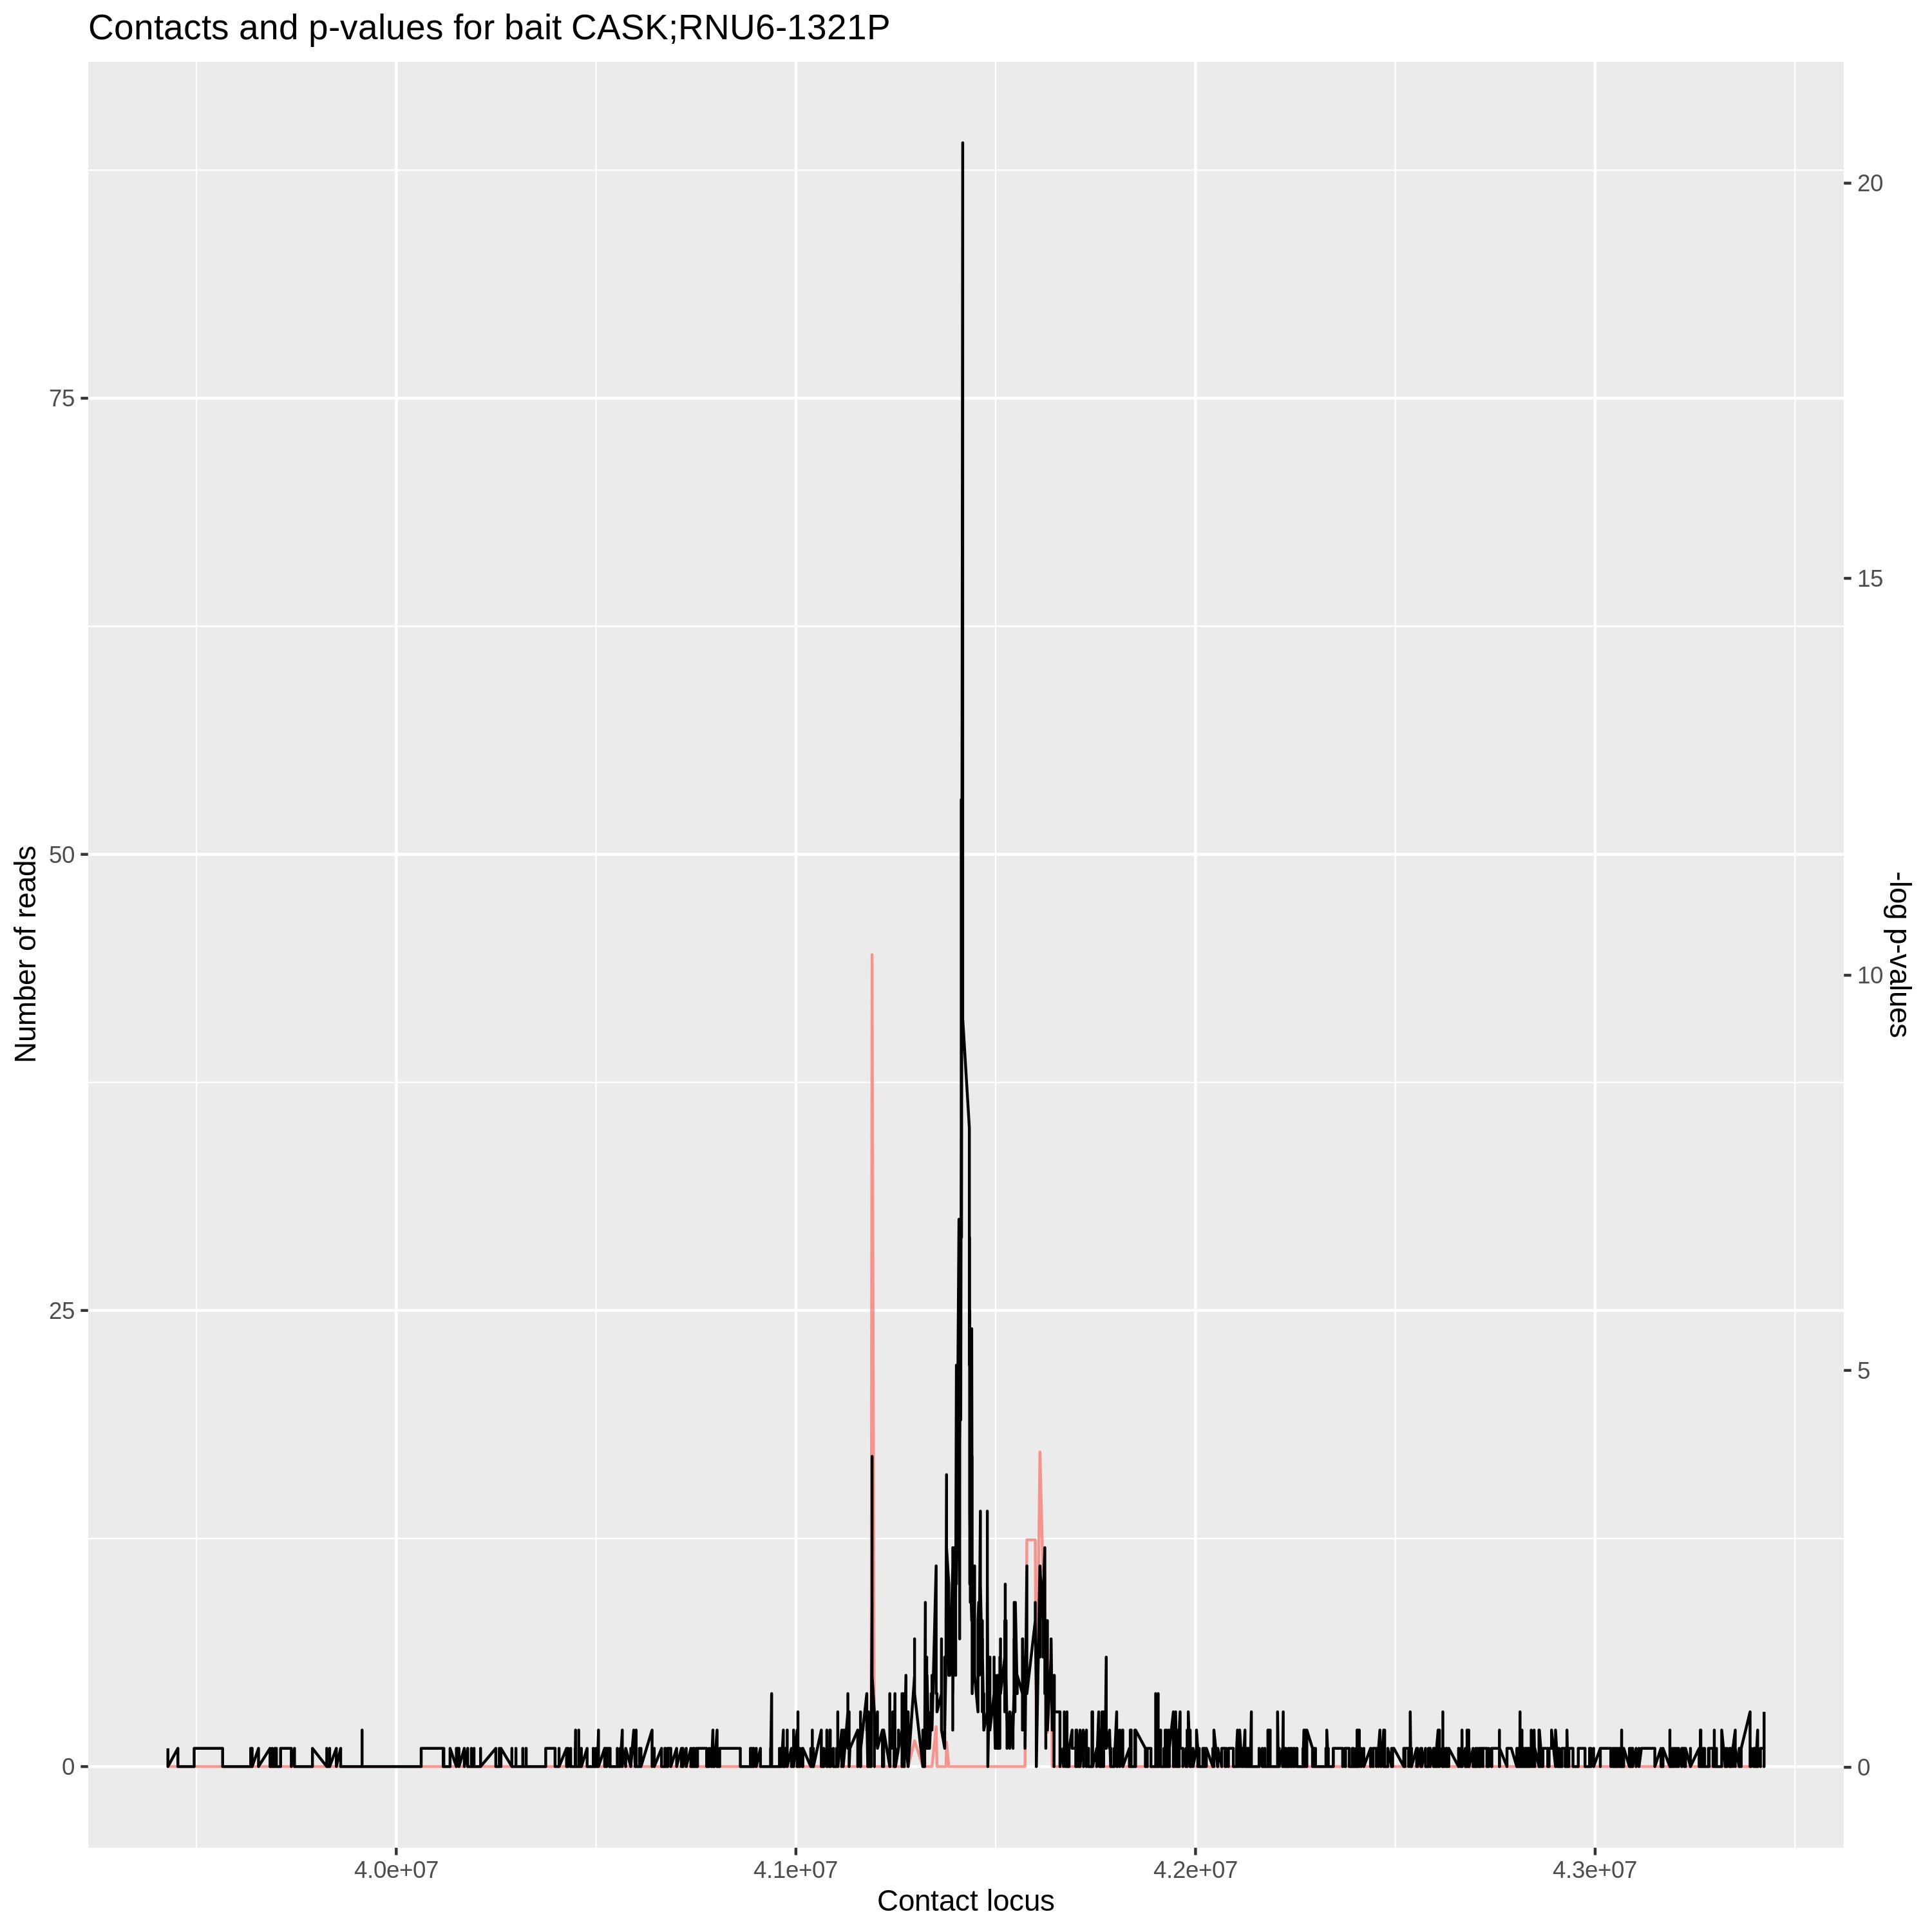 Contacts and p-values for bait CASK;RNU6-1321P
Number of reads
75
50
25
0
20
15
10
5
0
-log p-values
4.0e+07
4.1e+07
4.2e+07
4.3e+07
Contact locus